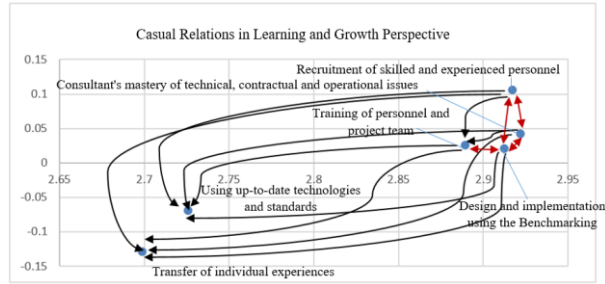 Casual Relations in Learning and Growth Perspective
0.15
Recruitment of skilled and experienced personnel
Consultant's mastery of technical, contractual and operational issues
0.1
Training of personnel and
project team
0.05
0
2.65
2.7
2.75
2.8
2.85
2.9
2.95
Using up-to-date technologies
and standards
-0.05
Design and implementation
using the Benchmarking
-0.1
Transfer of individual experiences
-0.15